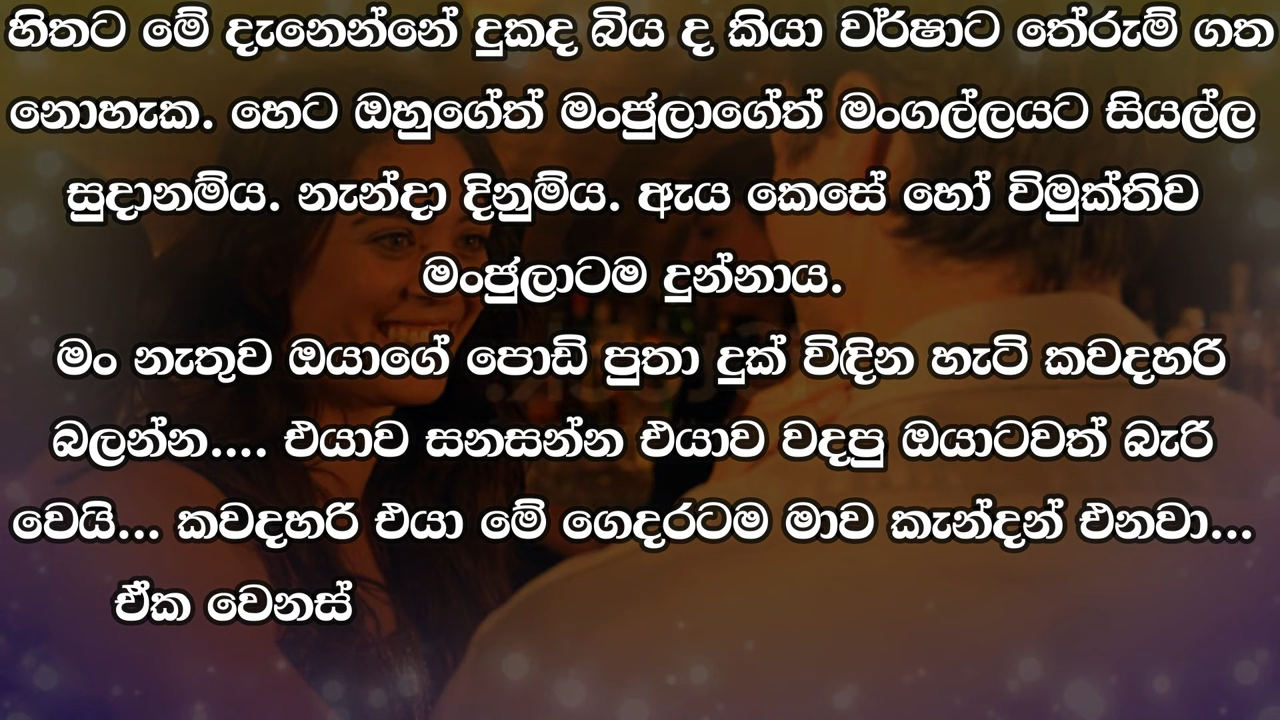 හිතට මේ දැනෙන්නේ දුකද බිය ද කියා වර්ෂාට තේරුම් ගත
නොහැක. හෙට ඔහුගේත් මංජුලාගේත් මංගල්ලයට සියල්ල
සුදානම්ය. නැන්දා දිනුම්ය. ඇය කෙසේ හෝ විමුක්තිව
මංජුලාටම දුන්නාය.
මං නැතුව ඔයාගේ පොඩි පුතා දුක් විඳින හැටි කවදහරි
බලන්න.... එයාව සනසන්න එයාව වදපු ඔයාටවත් බැරි
වෙයි... කවදහරි එයා මේ ගෙදරටම මාව කැන්දන් එනවා...
ඒක වෙනස්